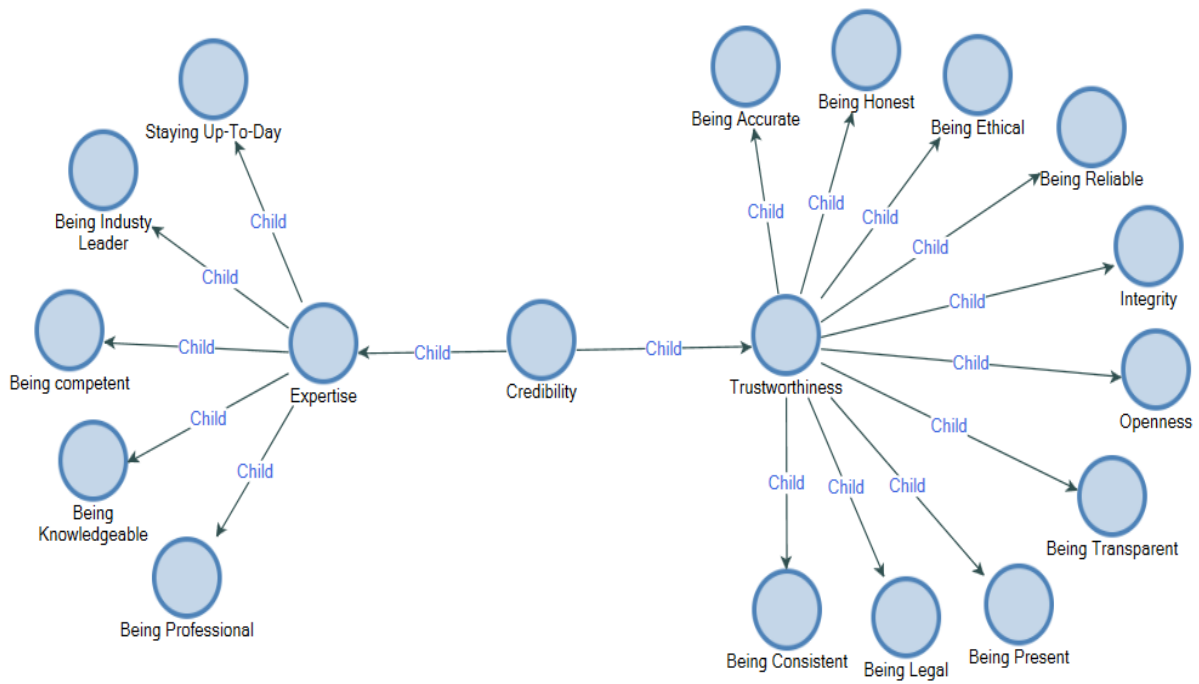 Being Honest
Being Accurate
Being Ethical
Staying Up-To-Day
Being Reliable
Child
Child
Child
Being Industy
Leader
Child
Child
Child
Child
Integrity
Child
Child
Child
Child
Child
Being competent
Expertise
Credibility
Trustworthiness
Openness
Child
Child
Child
Child
Child
Child
Being
Knowledgeable
Being Transparent
Being Professional
Being Consistent
Being Legal
Being Present